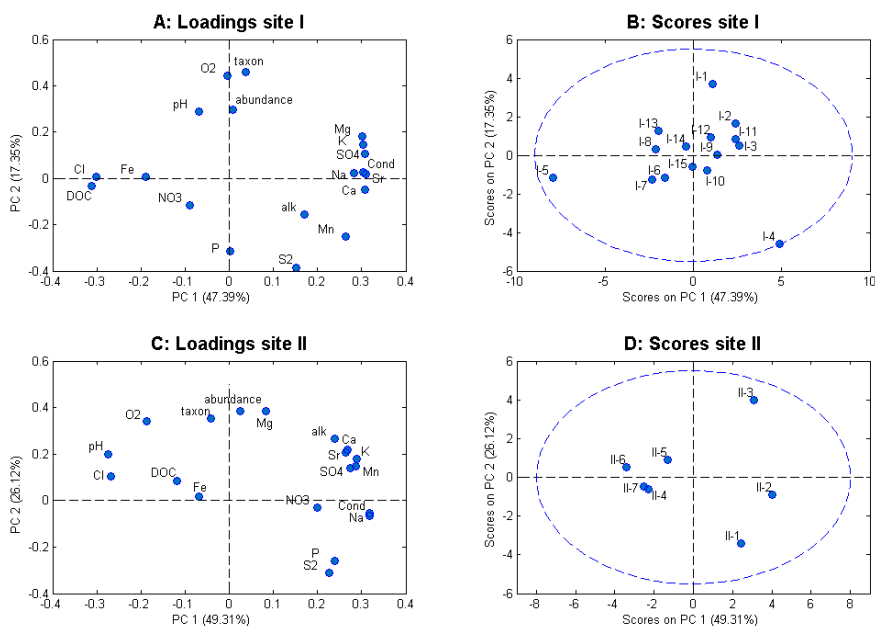 A: Loadings site I
0.6
0.4
0.2
0
-0.2
-0.4
PC 2 (17.35%)
O2
taxon
pH
abundance
Mg
K
SO4
Cond
Cl
Fe
Na
Sr
DOC
Ca
NO3
alk
Mn
P
S2
-0.4
-0.3
-0.2
-0.1
0
0.1
0.2
0.3
0.4
PC 1 (47.39%)
B: Scores site I
6
4
2
0
-2
-4
-6
Scores on PC 2 (17.35%)
I-1
I-2
I-13
I-12
I-11
I-14
I-8
I-9
I-3
I-15
I-5
I-6
I-7
I-10
I-4
-10
-5
0
5
10
Scores on PC 1 (47.39%)
C: Loadings site II
0.6
0.4
0.2
0
-0.2
-0.4
PC 2 (26.12%)
abundance
O2
taxon
Mg
alk
Ca
pH
Sr
K
Cl
DOC
SO4
Mn
Fe
NO3
Cond
Na
P
S2
-0.4
-0.3
-0.2
-0.1
0
0.1
0.2
0.3
0.4
PC 1 (49.31%)
D: Scores site II
6
4
2
0
-2
-4
-6
Scores on PC 2 (26.12%)
II-3
II-6
II-5
II-7
II-4
II-2
II-1
-8
-6
-4
-2
0
2
4
6
8
Scores on PC 1 (49.31%)